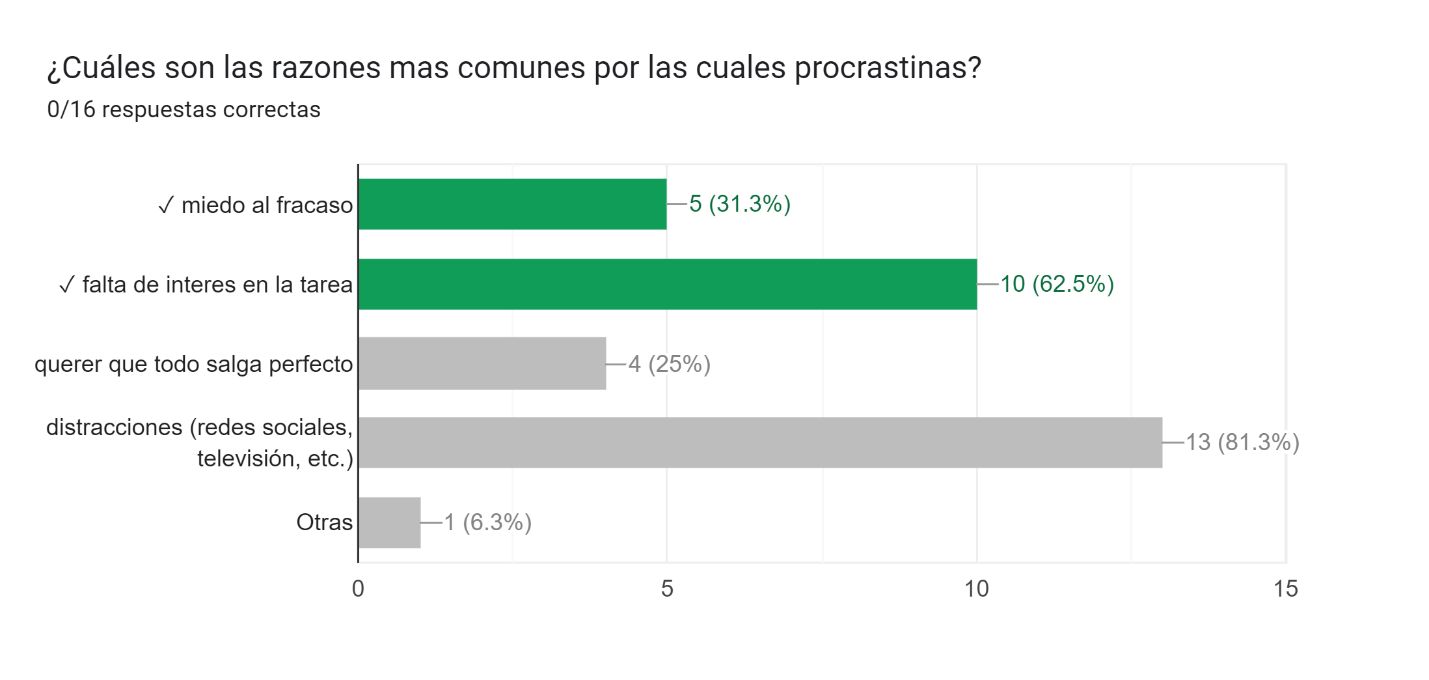 ¿Cuáles son las razones mas comunes por las cuales procrastinas?
0/16 respuestas correctas
✓ miedo al fracaso
5 (31.3%)
✓ falta de interes en la tarea
10 (62.5%)
querer que todo salga perfecto
4 (25%)
distracciones (redes sociales,
televisión, etc.)
13 (81.3%)
Otras
1 (6.3%)
0
5
10
15